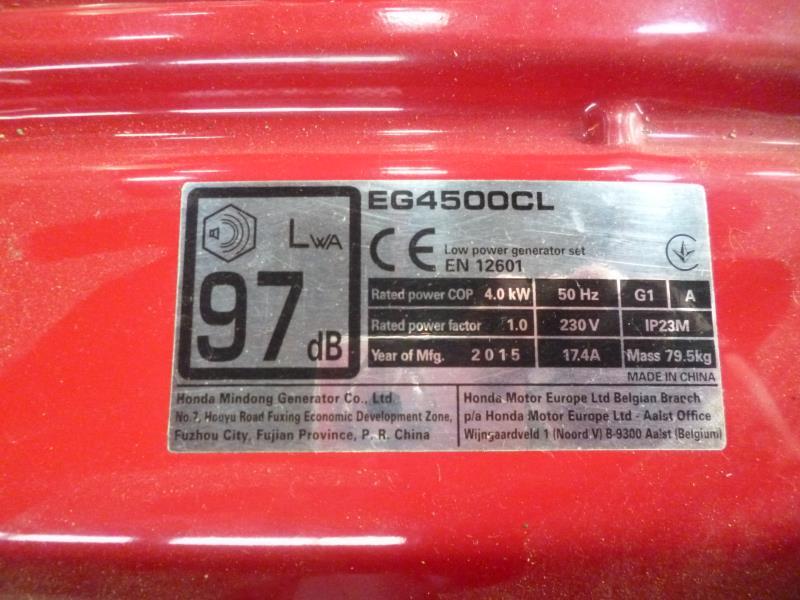 EG4500CL
LWA
97 dB
CE
Low power generator set
EN 12601
Rated power COP 4.0 kW 50 Hz G1 A
Rated power factor 1.0 230 V IP23M
Year of Mfg. 2015 17.4A Mass 79.5kg
MADE IN CHINA
Honda Mindong Generator Co., Ltd.
No.7, Houyu Road Fuxing Economic Development Zone,
Fuzhou City, Fujian Province, P. R. China
Honda Motor Europe Ltd Belgian Branch
p/a Honda Motor Europe Ltd - Aalst Office
Wijngaardveld 1 (Noord V) B-9300 Aalst (Belgium)